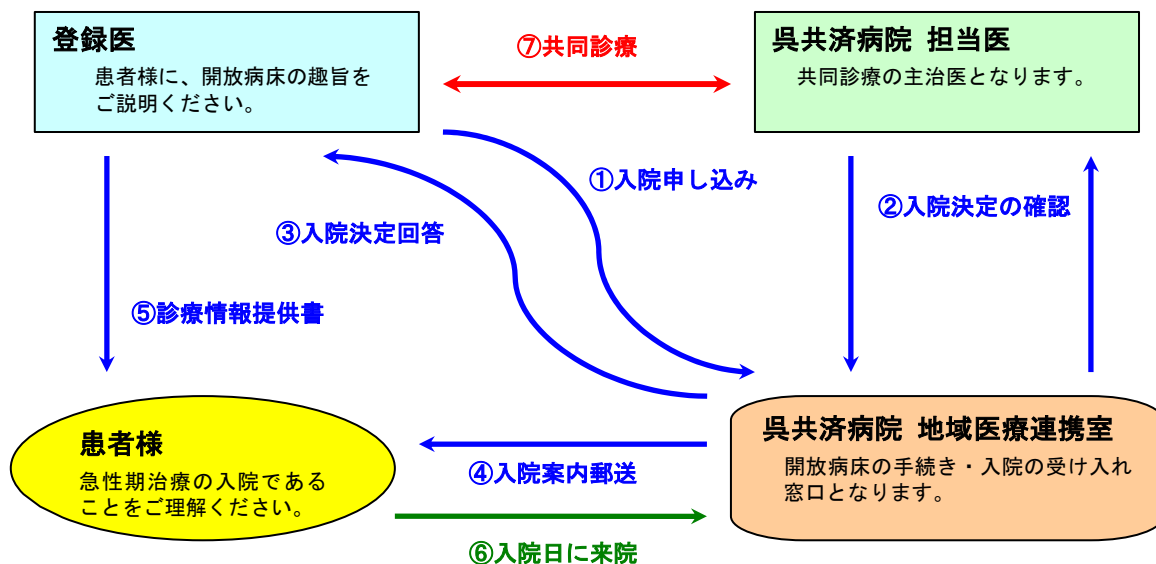 登録医
患者様に、開放病床の趣旨を
ご説明ください。
⑦共同診療
呉共済病院 担当医
共同診療の主治医となります。
①入院申し込み
②入院決定の確認
③入院決定回答
⑤診療情報提供書
患者様
急性期治療の入院である
ことをご理解ください。
④入院案内郵送
⑥入院日に来院
呉共済病院 地域医療連携室
開放病床の手続き・入院の受け入れ
窓口となります。